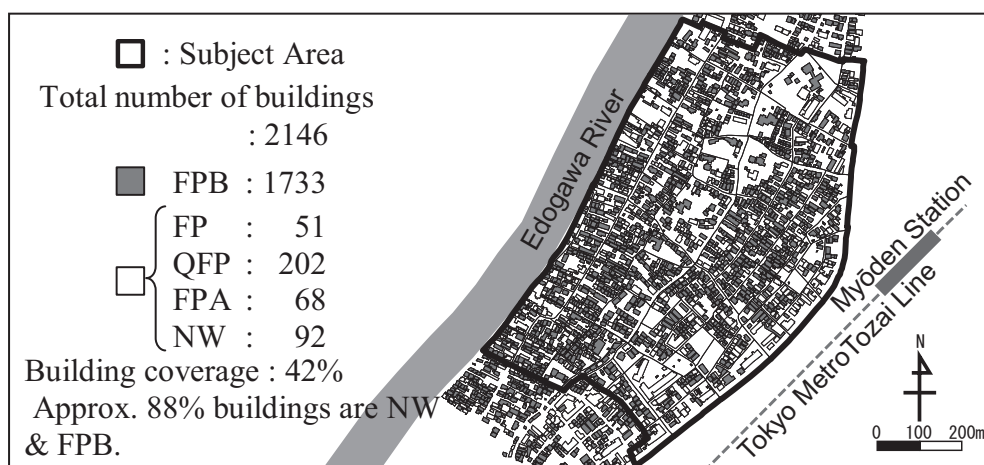 : Subject Area
Total number of buildings
: 2146
FPB : 1733
FP : 51
QFP : 202
FPA : 68
NW : 92
Building coverage : 42%
Approx. 88% buildings are NW
& FPB.
Edogawa River
Myōden Station
Tokyo MetroTozai Line
N
0 100 200m